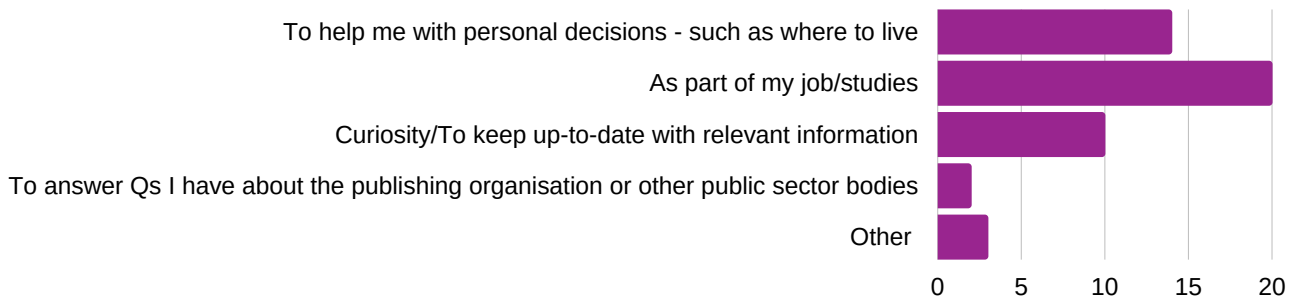 To help me with personal decisions - such as where to live
As part of my job/studies
Curiosity/To keep up-to-date with relevant information
To answer Qs I have about the publishing organisation or other public sector bodies
Other
0 5 10 15 20